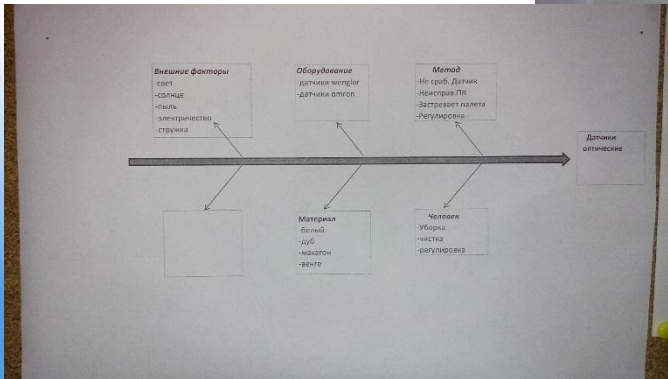 Внешние факторы
-свет
-солнце
-пыль
-электричество
-стружка
Оборудование
-датчики wenglor
-датчики omron
Метод
-Не сраб. Датчик
-Неисправ.ПК
-Застревает палета
-Регулировка
Датчики
оптические
Материал
-белый
-дуб
-махагон
-венге
Человек
-Уборка
-чистка
-регулировка